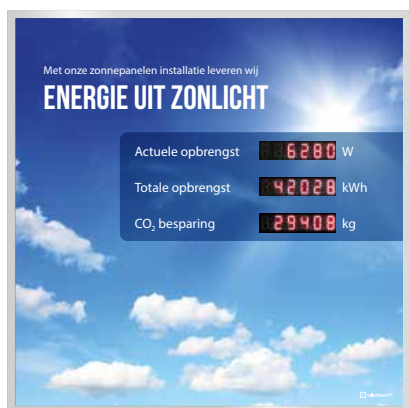 Met onze zonnepanelen installatie leveren wij
ENERGIE UIT ZONLICHT
Actuele opbrengst 6280 W
Totale opbrengst 42028 kWh
CO₂ besparing 29408 kg